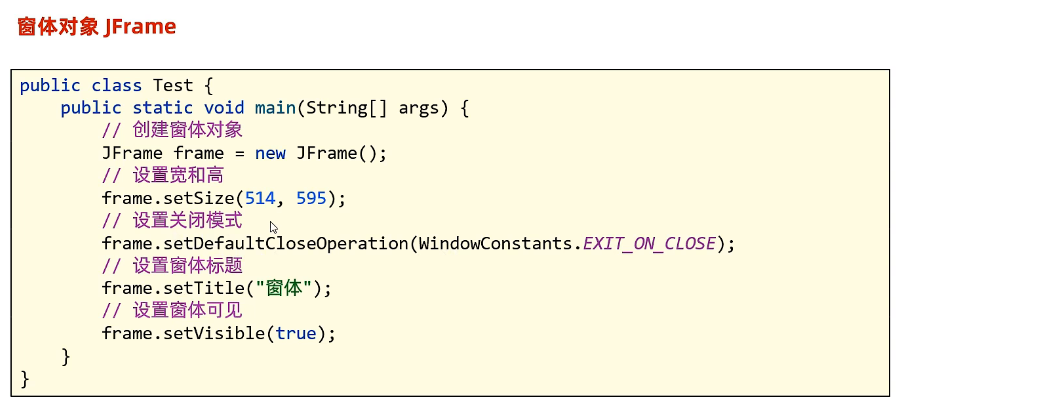 窗体对象 JFrame
public class Test {
    public static void main(String[] args) {
        // 创建窗体对象
        JFrame frame = new JFrame();
        // 设置宽和高
        frame.setSize(514, 595);
        // 设置关闭模式
        frame.setDefaultCloseOperation(WindowConstants.EXIT_ON_CLOSE);
        // 设置窗体标题
        frame.setTitle("窗体");
        // 设置窗体可见
        frame.setVisible(true);
    }
}